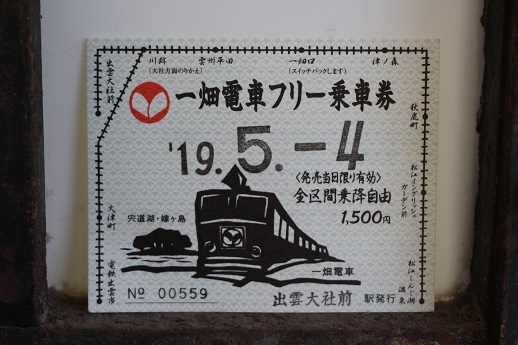 川跡
(大社方面のりかえ)
雲州平田
一畑口
(スイッチバックします)
津ノ森
出雲大社前
一畑電車フリー乗車券
秋鹿町
'19.5.-4
〈発売当日限り有効〉
全区間乗降自由
1,500円
松江イングリッシュ
ガーデン前
大津町
宍道湖・嫁ヶ島
一畑電車
電鉄出雲市
松江しんじ湖
温泉
№ 00559
出雲大社前 駅発行